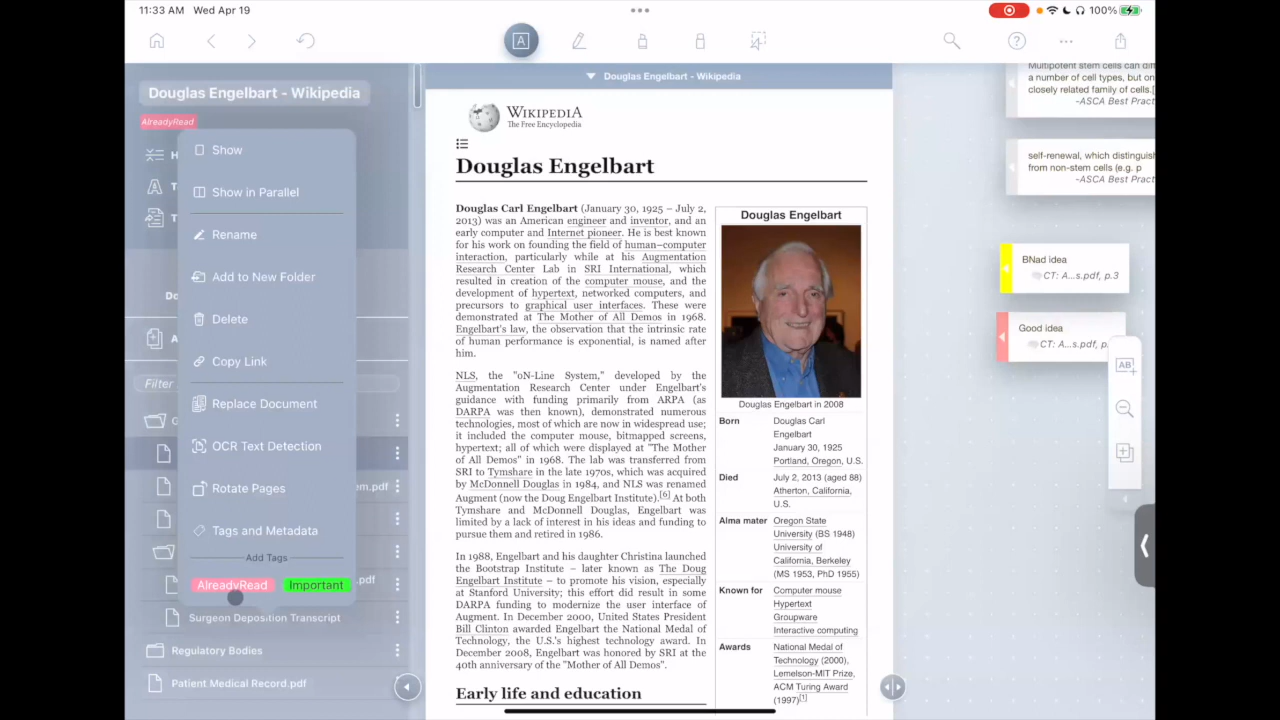 11:33 AM Wed Apr 19
100%
Douglas Engelbart - Wikipedia
AlreadyRead
Show
Show in Parallel
Rename
Add to New Folder
Delete
Copy Link
Filter
Replace Document
OCR Text Detection
Rotate Pages
Tags and Metadata
Add Tags
AlreadyRead Important
Surgeon Deposition Transcript
Regulatory Bodies
Patient Medical Record.pdf
Douglas Engelbart - Wikipedia
WIKIPEDIA
The Free Encyclopedia
Douglas Engelbart
Douglas Carl Engelbart (January 30, 1925 – July 2,
2013) was an American engineer and inventor, and an
early computer and Internet pioneer. He is best known
for his work on founding the field of human–computer
interaction, particularly while at his Augmentation
Research Center Lab in SRI International, which
resulted in creation of the computer mouse, and the
development of hypertext, networked computers, and
precursors to graphical user interfaces. These were
demonstrated at The Mother of All Demos in 1968.
Engelbart's law, the observation that the intrinsic rate
of human performance is exponential, is named after
him.
NLS, the "oN-Line System," developed by the
Augmentation Research Center under Engelbart's
guidance with funding primarily from ARPA (as
DARPA was then known), demonstrated numerous
technologies, most of which are now in widespread use;
it included the computer mouse, bitmapped screens,
hypertext; all of which were displayed at "The Mother
of All Demos" in 1968. The lab was transferred from
SRI to Tymshare in the late 1970s, which was acquired
by McDonnell Douglas in 1984, and NLS was renamed
Augment (now the Doug Engelbart Institute).[6] At both
Tymshare and McDonnell Douglas, Engelbart was
limited by a lack of interest in his ideas and funding to
pursue them and retired in 1986.
In 1988, Engelbart and his daughter Christina launched
the Bootstrap Institute – later known as The Doug
Engelbart Institute – to promote his vision, especially
at Stanford University; this effort did result in some
DARPA funding to modernize the user interface of
Augment. In December 2000, United States President
Bill Clinton awarded Engelbart the National Medal of
Technology, the U.S.'s highest technology award. In
December 2008, Engelbart was honored by SRI at the
40th anniversary of the "Mother of All Demos".
Early life and education
Douglas Engelbart
Douglas Engelbart in 2008
Born Douglas Carl
Engelbart
January 30, 1925
Portland, Oregon, U.S.
Died July 2, 2013 (aged 88)
Atherton, California,
U.S.
Alma mater Oregon State
University (BS 1948)
University of
California, Berkeley
(MS 1953, PhD 1955)
Known for Computer mouse
Hypertext
Groupware
Interactive computing
Awards National Medal of
Technology (2000),
Lemelson-MIT Prize,
ACM Turing Award
(1997)[1]
Multipotent stem cells can dif
a number of cell types, but on
closely related family of cells.[
-ASCA Best Pract
self-renewal, which distinguish
from non-stem cells (e.g. p
-ASCA Best Pract
BNad idea
CT: A...s.pdf, p.3
Good idea
CT: A...s.pdf, p.
AB